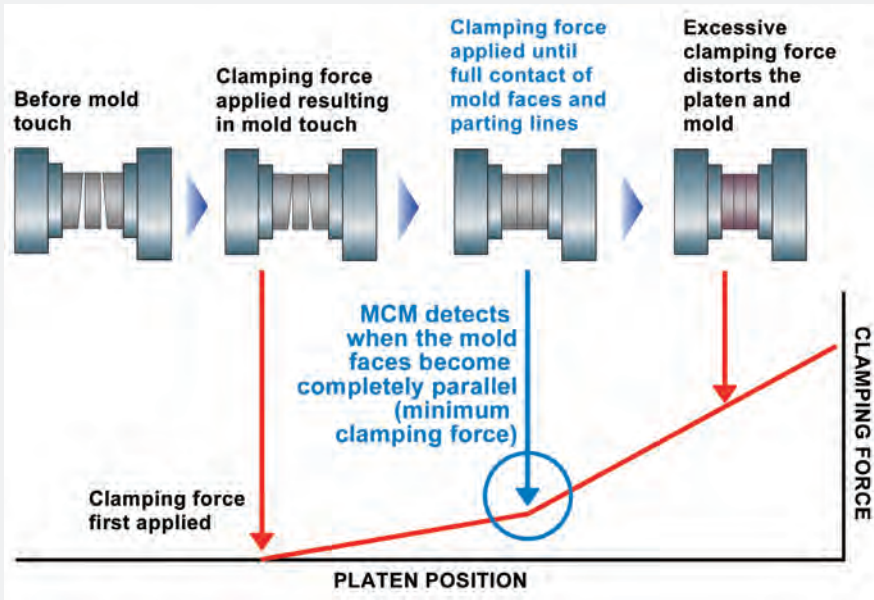 Before mold
touch
Clamping force
applied resulting
in mold touch
Clamping force
applied until
full contact of
mold faces and
parting lines
Excessive
clamping force
distorts the
platen and
mold
MCM detects
when the mold
faces become
completely parallel
(minimum
clamping force)
Clamping force
first applied
PLATEN POSITION
CLAMPING FORCE